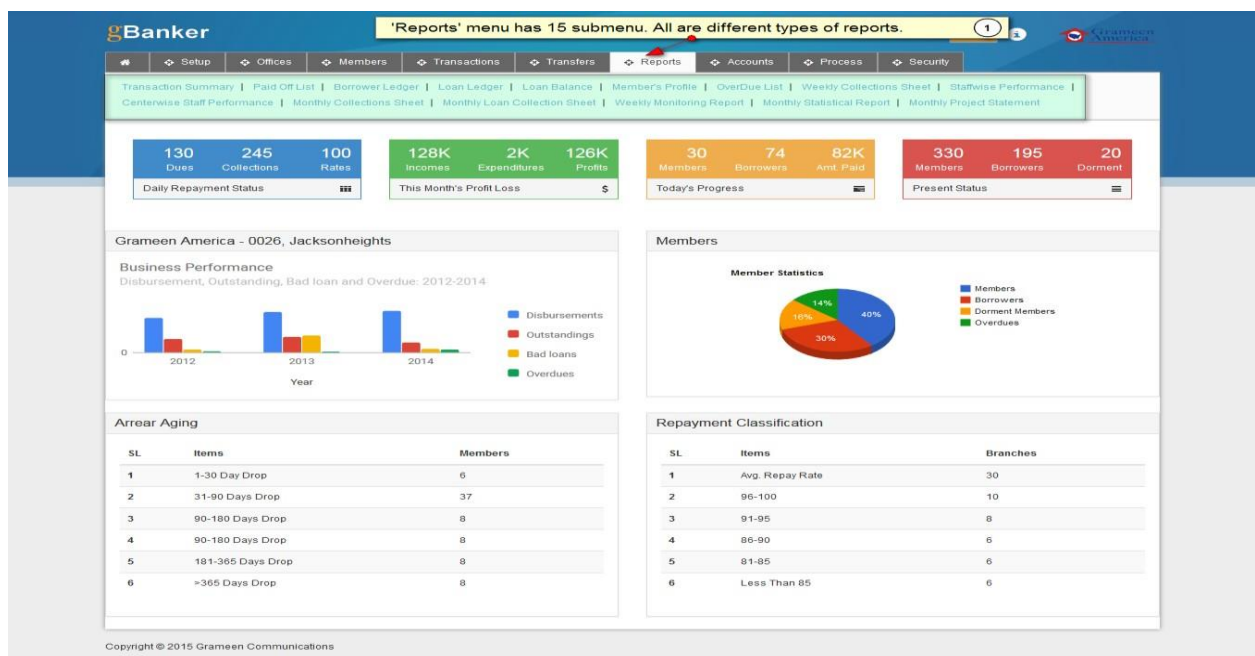 'Reports' menu has 15 submenu. All are different types of reports.
1
gBanker
Grameen
America
Setup
Offices
Members
Transactions
Transfers
Reports
Accounts
Process
Security
Transaction Summary | Paid Off List | Borrower Ledger | Loan Ledger | Loan Balance | Member's Profile | OverDue List | Weekly Collections Sheet | Staffwise Performance |
Centerwise Staff Performance | Monthly Collections Sheet | Monthly Loan Collection Sheet | Weekly Monitoring Report | Monthly Statistical Report | Monthly Project Statement
130 245 100
Dues Collections Rates
Daily Repayment Status
128K 2K 126K
Incomes Expenditures Profits
This Month's Profit Loss $
30 74 82K
Members Borrowers Amt. Paid
Today's Progress
330 195 20
Members Borrowers Dorment
Present Status
Grameen America - 0026, Jacksonheights
Business Performance
Disbursement, Outstanding, Bad loan and Overdue: 2012-2014
0
2012 2013 2014
Year
Disbursements
Outstandings
Bad loans
Overdues
Members
Member Statistics
14%
16%
40%
30%
Members
Borrowers
Dorment Members
Overdues
Arrear Aging
SL Items Members
1 1-30 Day Drop 6
2 31-90 Days Drop 37
3 90-180 Days Drop 8
4 90-180 Days Drop 8
5 181-365 Days Drop 8
6 >365 Days Drop 8
Repayment Classification
SL Items Branches
1 Avg. Repay Rate 30
2 96-100 10
3 91-95 8
4 86-90 6
5 81-85 6
6 Less Than 85 6
Copyright © 2015 Grameen Communications